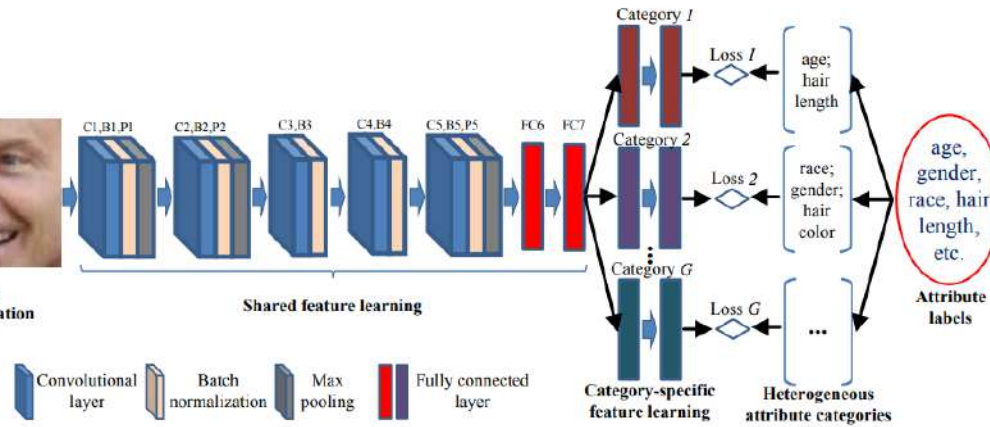 Category 1
Loss 1
age;
hair
length
C1,B1,P1
C2,B2,P2
C3,B3
C4,B4
C5,B5,P5
FC6
FC7
Category 2
Loss 2
race;
gender;
hair
color
age,
gender,
race, hair
length,
etc.
Category G
Loss G
...
Attribute
labels
ation
Shared feature learning
Convolutional
layer
Batch
normalization
Max
pooling
Fully connected
layer
Category-specific
feature learning
Heterogeneous
attribute categories